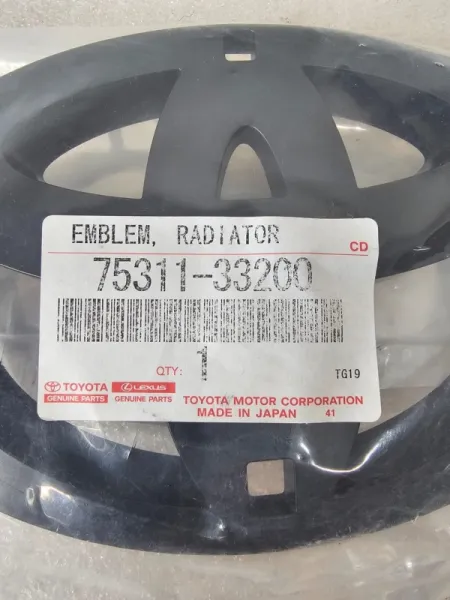 EMBLEM, RADIATOR
CD
75311-33200
QTY: 1
TG19
TOYOTA LEXUS
GENUINE PARTS GENUINE PARTS
TOYOTA MOTOR CORPORATION
MADE IN JAPAN 41